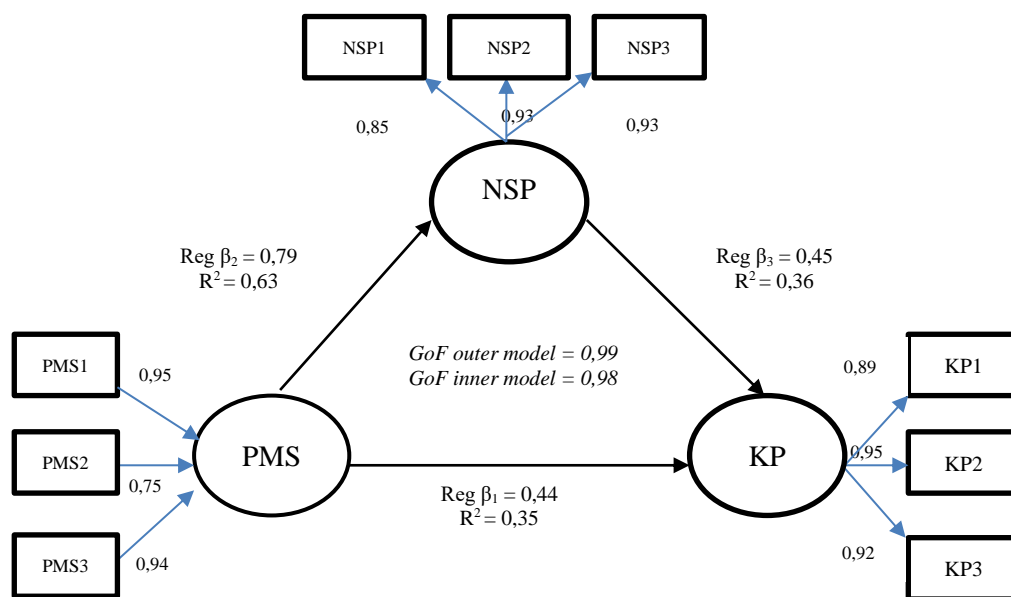 NSP1
NSP2
NSP3
0,85
0,93
0,93
NSP
Reg β₂ = 0,79
R² = 0,63
Reg β₃ = 0,45
R² = 0,36
PMS1
0,95
GoF outer model = 0,99
GoF inner model = 0,98
0,89
KP1
PMS2
0,75
PMS
KP
0,95
KP2
Reg β₁ = 0,44
R² = 0,35
PMS3
0,94
0,92
KP3